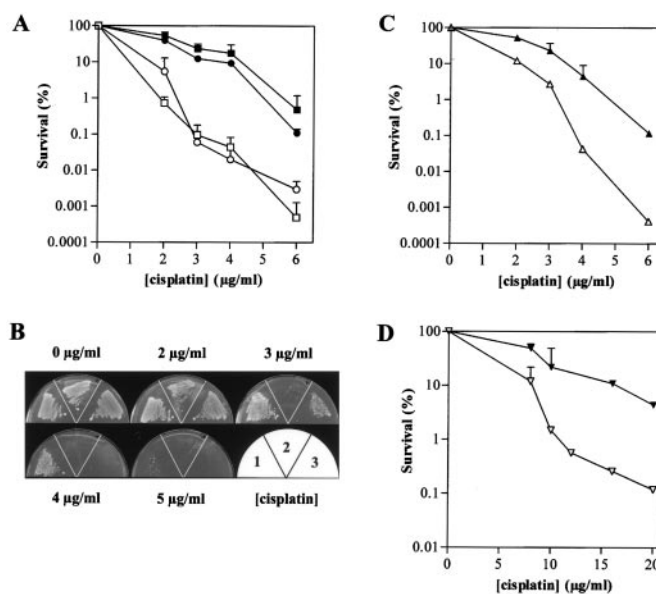 A
100
10
1
0.1
0.01
0.001
0.0001
Survival (%)
0 1 2 3 4 5 6
[cisplatin] (µg/ml)
C
100
10
1
0.1
0.01
0.001
0.0001
Survival (%)
0 1 2 3 4 5 6
[cisplatin] (µg/ml)
B
0 µg/ml 2 µg/ml 3 µg/ml
1 2 3
4 µg/ml 5 µg/ml [cisplatin]
D
100
10
1
0.1
0.01
Survival (%)
0 5 10 15 20
[cisplatin] (µg/ml)